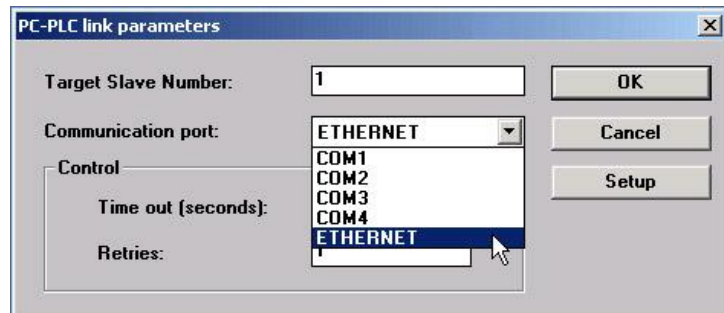 PC-PLC link parameters
Target Slave Number: 1 OK
Communication port: ETHERNET Cancel
Control COM1
COM2 Setup
Time out (seconds): COM3
COM4
ETHERNET
Retries: